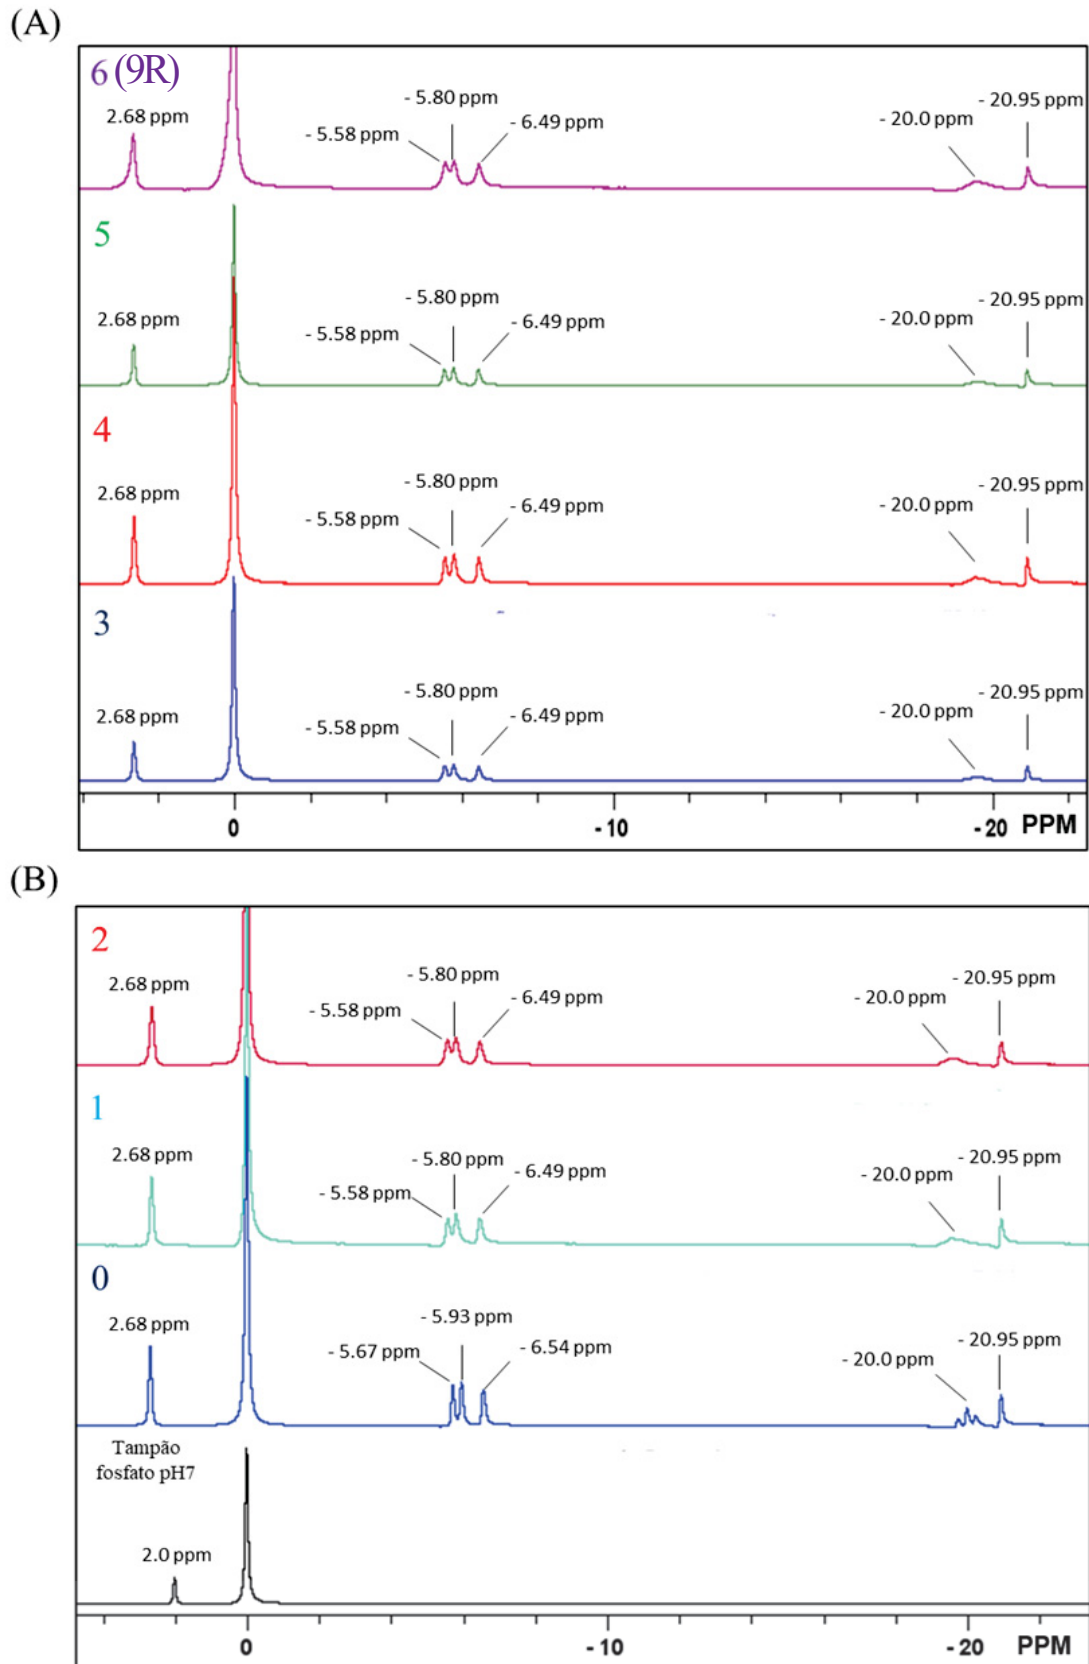 (A)
6 (9R)
2.68 ppm
- 5.58 ppm
- 5.80 ppm
- 6.49 ppm
- 20.0 ppm
- 20.95 ppm
5
2.68 ppm
- 5.58 ppm
- 5.80 ppm
- 6.49 ppm
- 20.0 ppm
- 20.95 ppm
4
2.68 ppm
- 5.58 ppm
- 5.80 ppm
- 6.49 ppm
- 20.0 ppm
- 20.95 ppm
3
2.68 ppm
- 5.58 ppm
- 5.80 ppm
- 6.49 ppm
- 20.0 ppm
- 20.95 ppm
0 -10 -20 PPM
(B)
2
2.68 ppm
- 5.58 ppm
- 5.80 ppm
- 6.49 ppm
- 20.0 ppm
- 20.95 ppm
1
2.68 ppm
- 5.58 ppm
- 5.80 ppm
- 6.49 ppm
- 20.0 ppm
- 20.95 ppm
0
2.68 ppm
- 5.67 ppm
- 5.93 ppm
- 6.54 ppm
- 20.0 ppm
- 20.95 ppm
Tampão
fosfato pH7
2.0 ppm
0 -10 -20 PPM